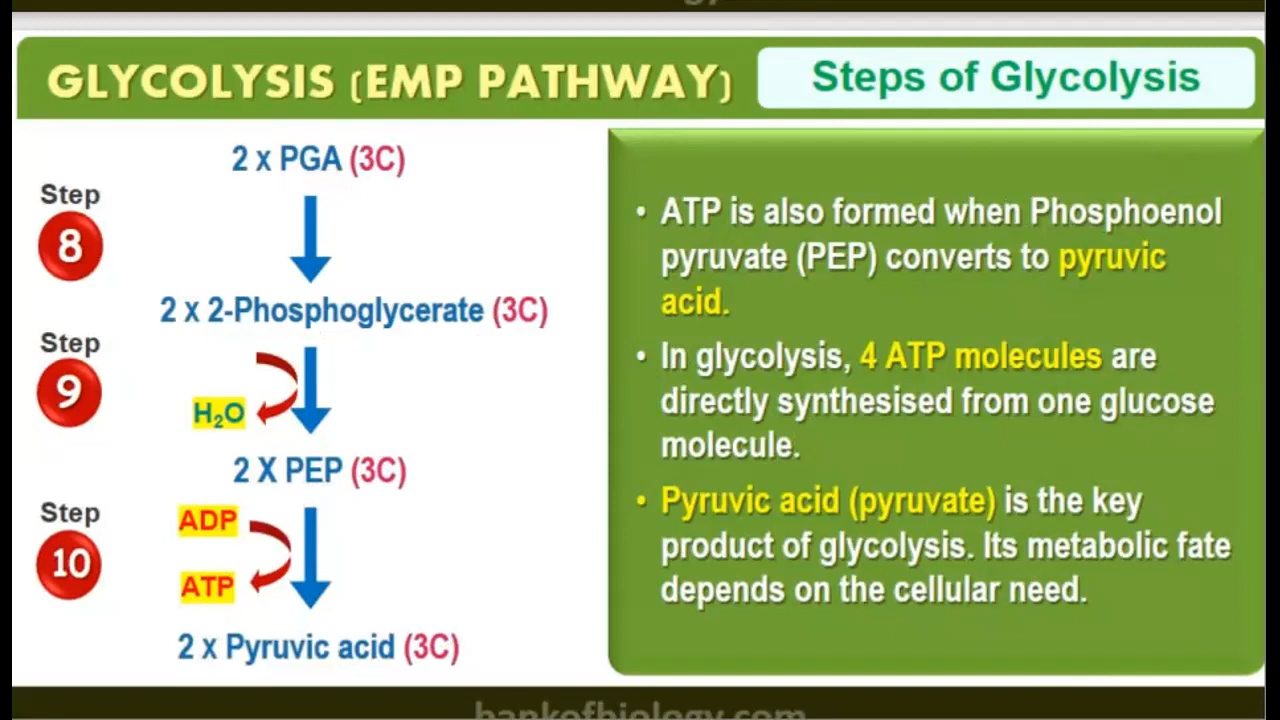 GLYCOLYSIS (EMP PATHWAY)
Steps of Glycolysis
2 x PGA (3C)
Step
8
2 x 2-Phosphoglycerate (3C)
Step
9
H₂O
2 X PEP (3C)
Step
10
ADP
ATP
2 x Pyruvic acid (3C)
• ATP is also formed when Phosphoenol
pyruvate (PEP) converts to pyruvic
acid.
• In glycolysis, 4 ATP molecules are
directly synthesised from one glucose
molecule.
• Pyruvic acid (pyruvate) is the key
product of glycolysis. Its metabolic fate
depends on the cellular need.
bankofbiology.com